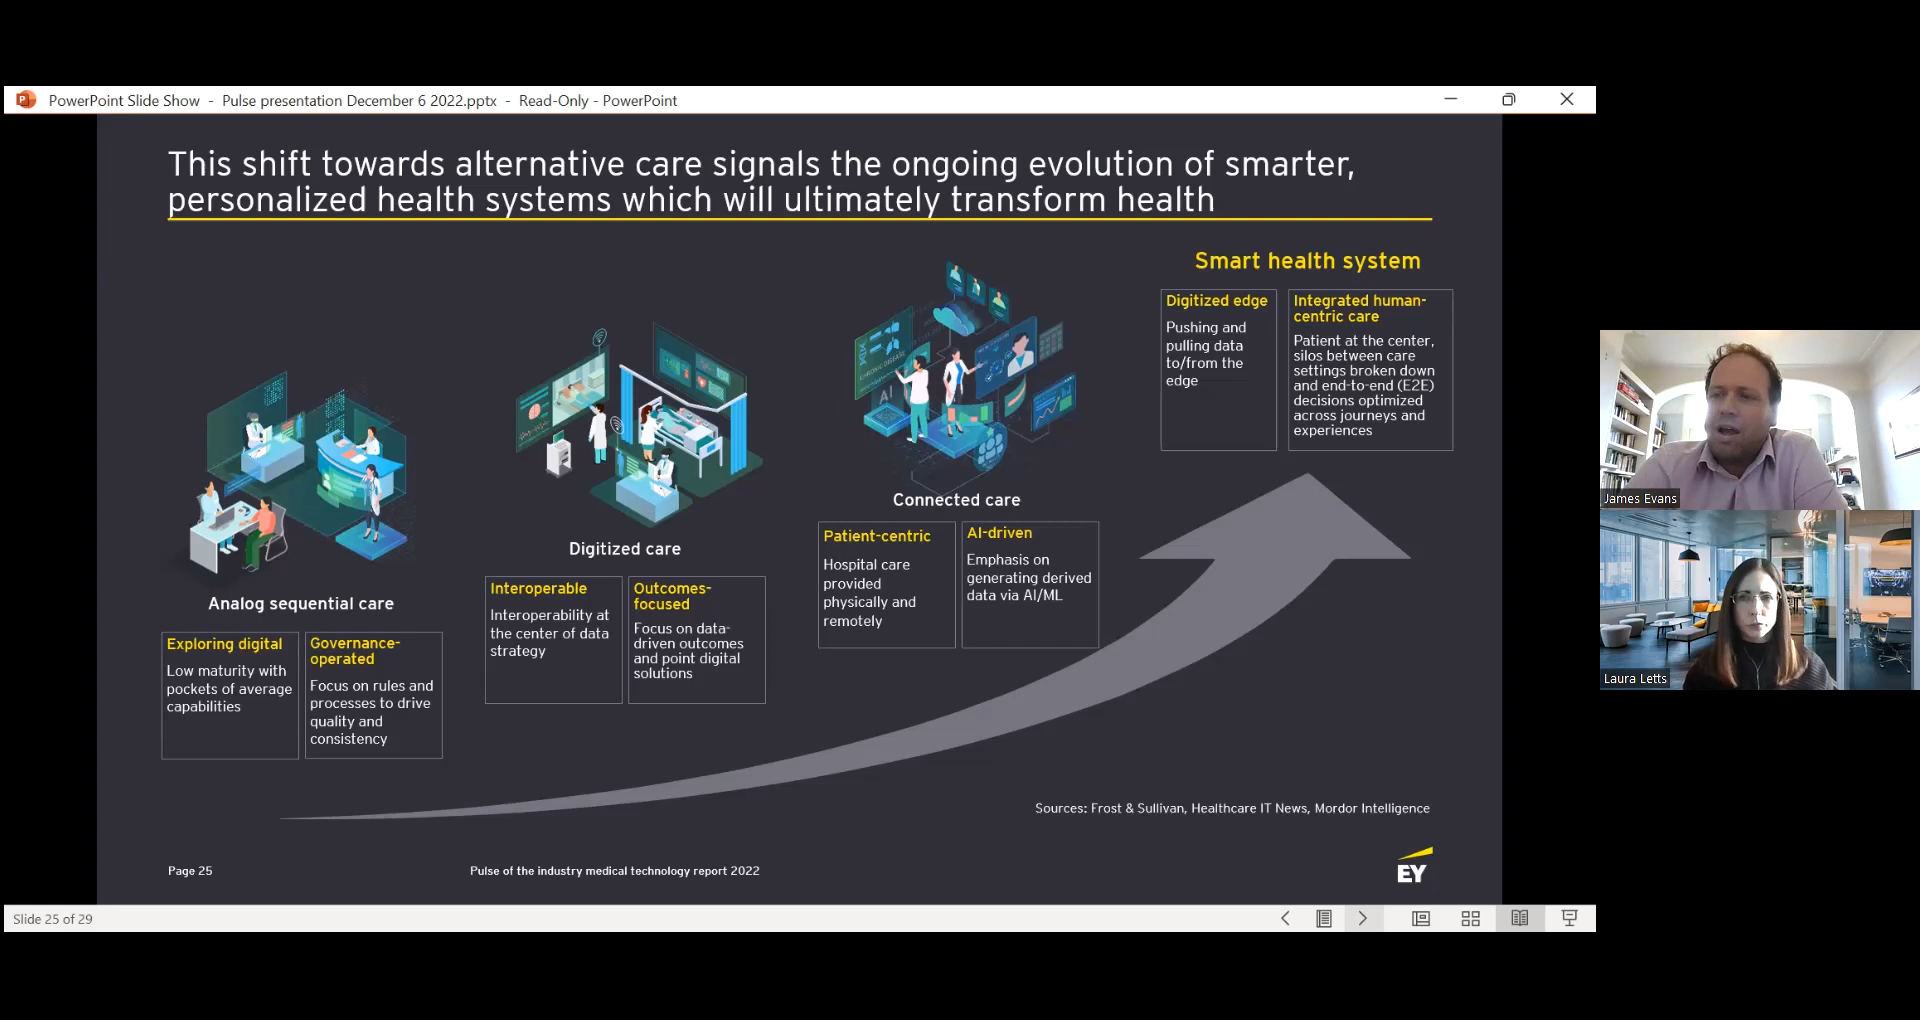 PowerPoint Slide Show - Pulse presentation December 6 2022.pptx - Read-Only - PowerPoint
This shift towards alternative care signals the ongoing evolution of smarter,
personalized health systems which will ultimately transform health
Smart health system
Digitized edge
Pushing and
pulling data
to/from the
edge
Integrated human-
centric care
Patient at the center,
silos between care
settings broken down
and end-to-end (E2E)
decisions optimized
across journeys and
experiences
CHRONIC DISEASE
AI
Connected care
Patient-centric
Hospital care
provided
physically and
remotely
AI-driven
Emphasis on
generating derived
data via AI/ML
Digitized care
Interoperable
Interoperability at
the center of data
strategy
Outcomes-
focused
Focus on data-
driven outcomes
and point digital
solutions
Analog sequential care
Exploring digital
Low maturity with
pockets of average
capabilities
Governance-
operated
Focus on rules and
processes to drive
quality and
consistency
Sources: Frost & Sullivan, Healthcare IT News, Mordor Intelligence
Page 25
Pulse of the industry medical technology report 2022
EY
Slide 25 of 29
James Evans
Laura Letts